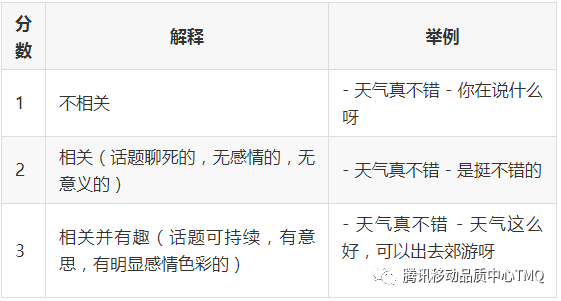 分数 解释 举例
1 不相关 - 天气真不错 - 你在说什么
呀
2 相关（话题聊死的，无感情的，无
意义的） - 天气真不错 - 是挺不错的
3 相关并有趣（话题可持续，有意
思，有明显感情色彩的） - 天气真不错 - 天气这么
好，可以出去郊游呀
腾讯移动品质中心TMQ